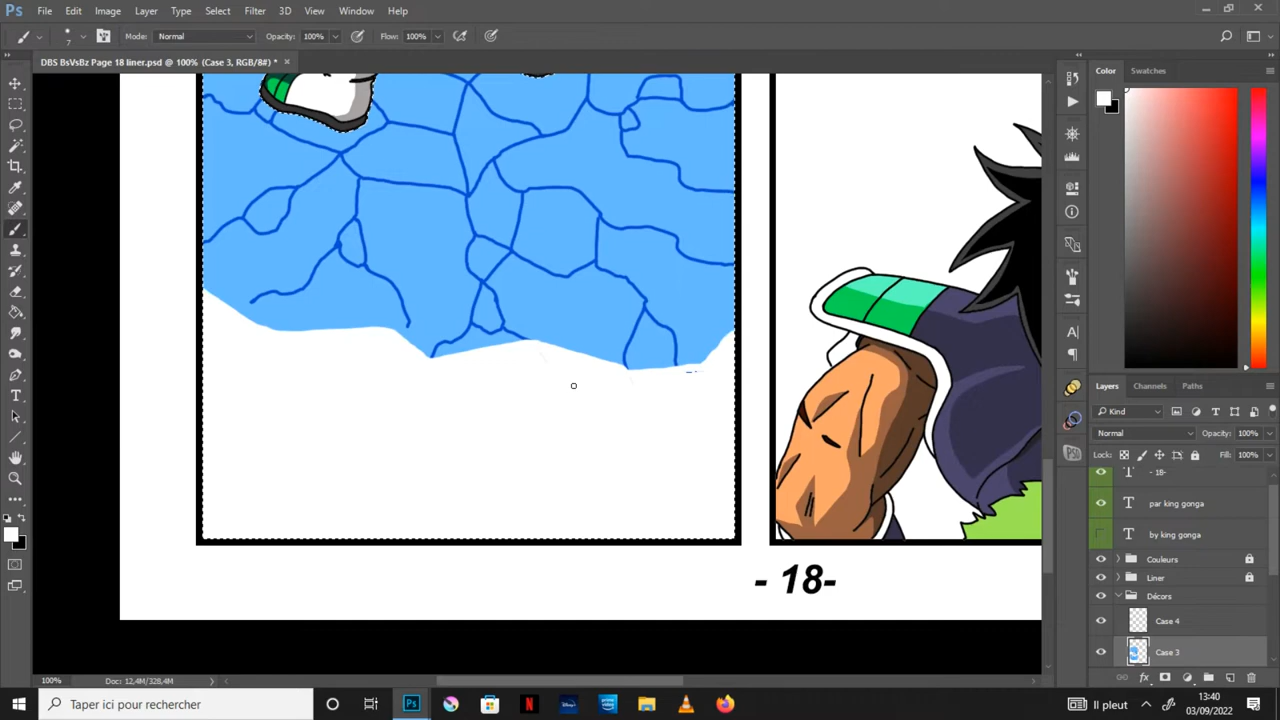 Ps File Edit Image Layer Type Select Filter 3D View Window Help
7 Mode: Normal Opacity: 100% Flow: 100%
DBS BsVsBz Page 18 liner.psd @ 100% (Case 3, RGB/8#) * ×
Color Swatches
- 18-
Layers Channels Paths
Kind
Normal Opacity: 100%
Lock: Fill: 100%
- 18-
par king gonga
by king gonga
Couleurs
Liner
Décors
Case 4
Case 3
100% Doc: 12,4M/328,4M
Taper ici pour rechercher
Il pleut
13:40
03/09/2022